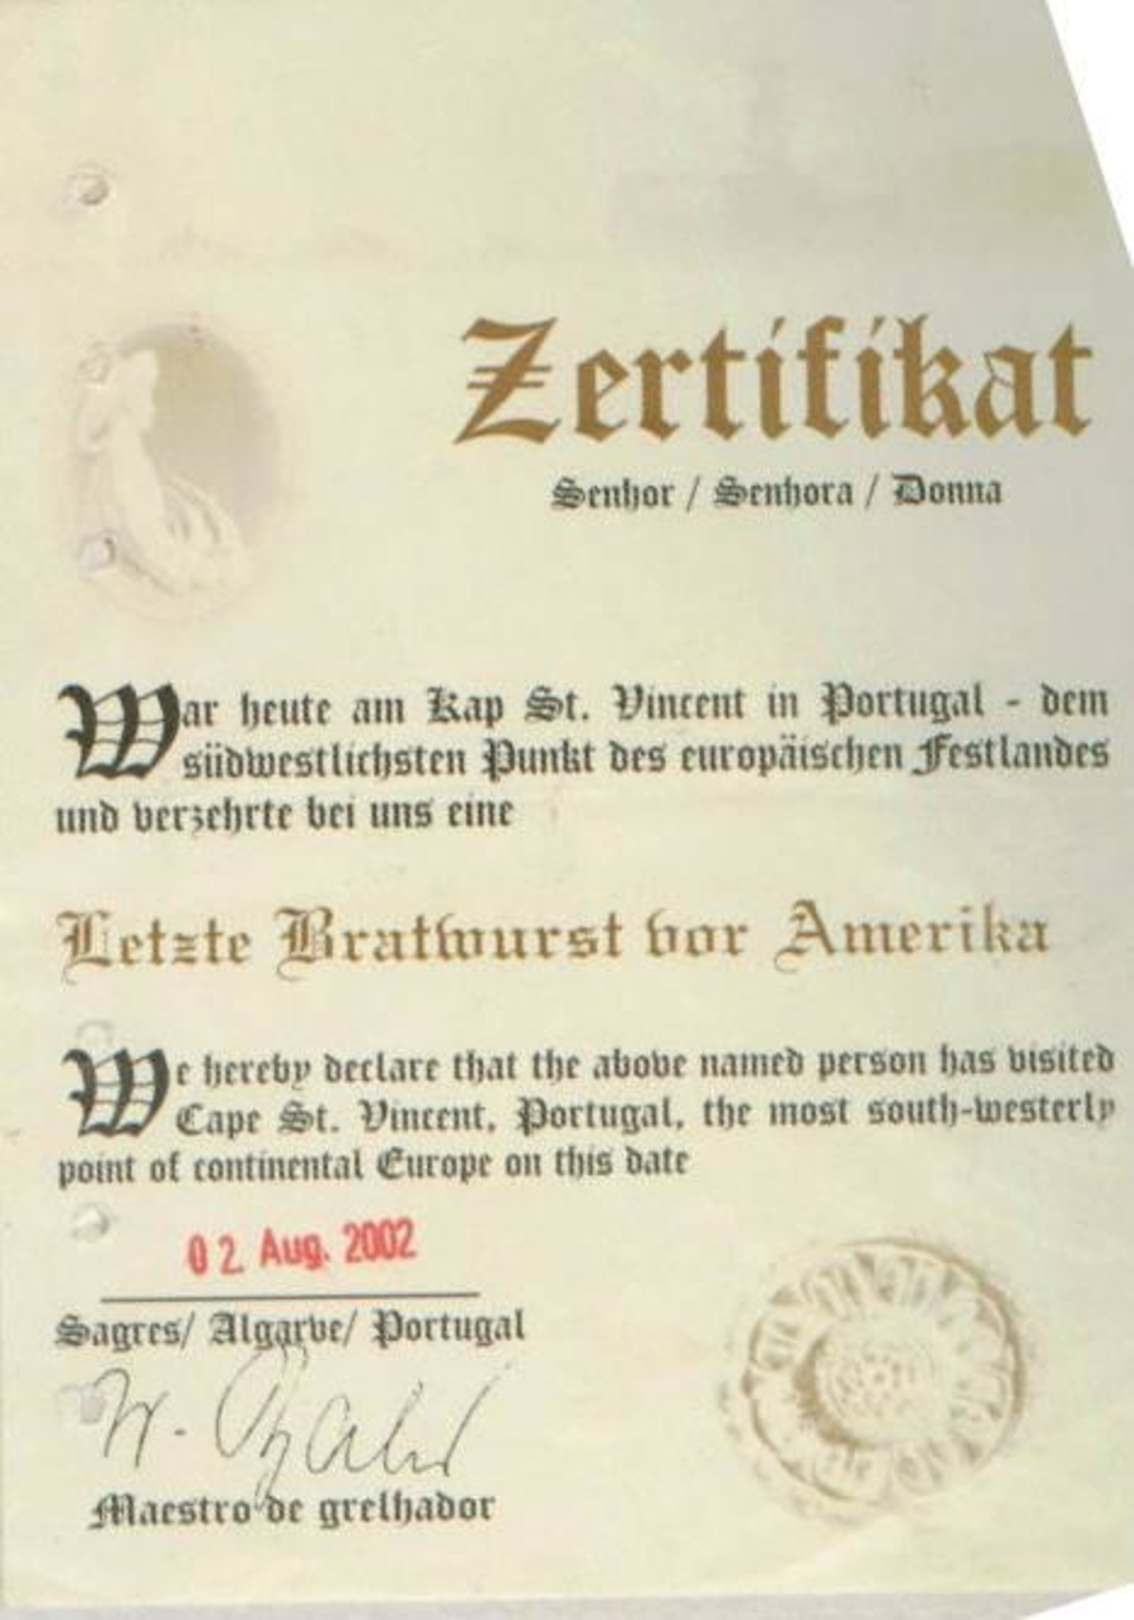 Zertifikat
Senhor / Senhora / Donna
War heute am Kap St. Vincent in Portugal - dem
südwestlichsten Punkt des europäischen Festlandes
und verzehrte bei uns eine
Letzte Bratwurst vor Amerika
We hereby declare that the above named person has visited
Cape St. Vincent, Portugal, the most south-westerly
point of continental Europe on this date
02. Aug. 2002
Sagres/ Algarve/ Portugal
W.
Maestro de grelhador